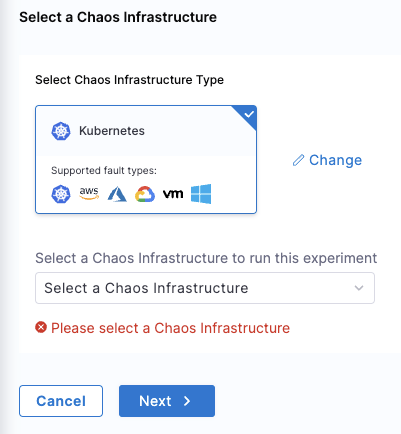 Select a Chaos Infrastructure
Select Chaos Infrastructure Type
Kubernetes
Change
Supported fault types:
aws
vm
Select a Chaos Infrastructure to run this experiment
Select a Chaos Infrastructure
Please select a Chaos Infrastructure
Cancel
Next